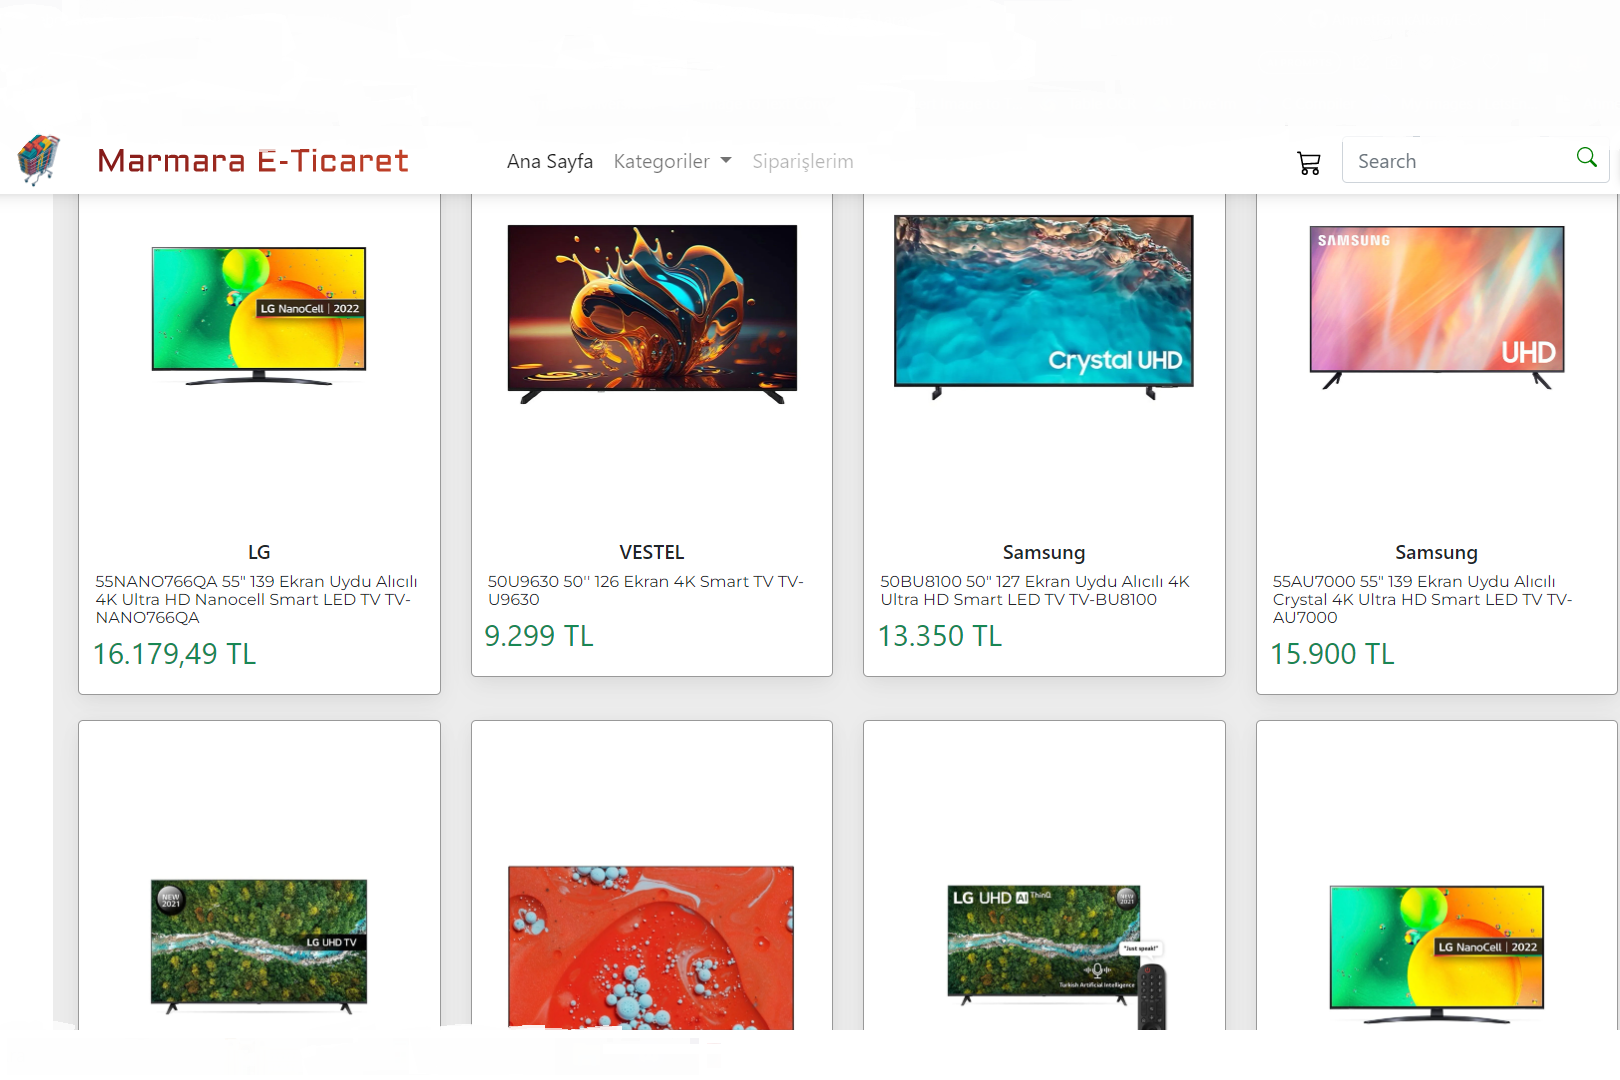 Marmara E-Ticaret
Ana Sayfa Kategoriler Siparişlerim
Search
LG NanoCell | 2022
Crystal UHD
SAMSUNG
UHD
LG
55NANO766QA 55" 139 Ekran Uydu Alıcılı
4K Ultra HD Nanocell Smart LED TV TV-
NANO766QA
16.179,49 TL
VESTEL
50U9630 50'' 126 Ekran 4K Smart TV TV-
U9630
9.299 TL
Samsung
50BU8100 50" 127 Ekran Uydu Alıcılı 4K
Ultra HD Smart LED TV TV-BU8100
13.350 TL
Samsung
55AU7000 55" 139 Ekran Uydu Alıcılı
Crystal 4K Ultra HD Smart LED TV TV-
AU7000
15.900 TL
NEW
2021
LG UHD TV
LG UHD AI ThinQ
NEW
2021
"Just speak!"
Turkish Artificial Intelligence
LG NanoCell | 2022